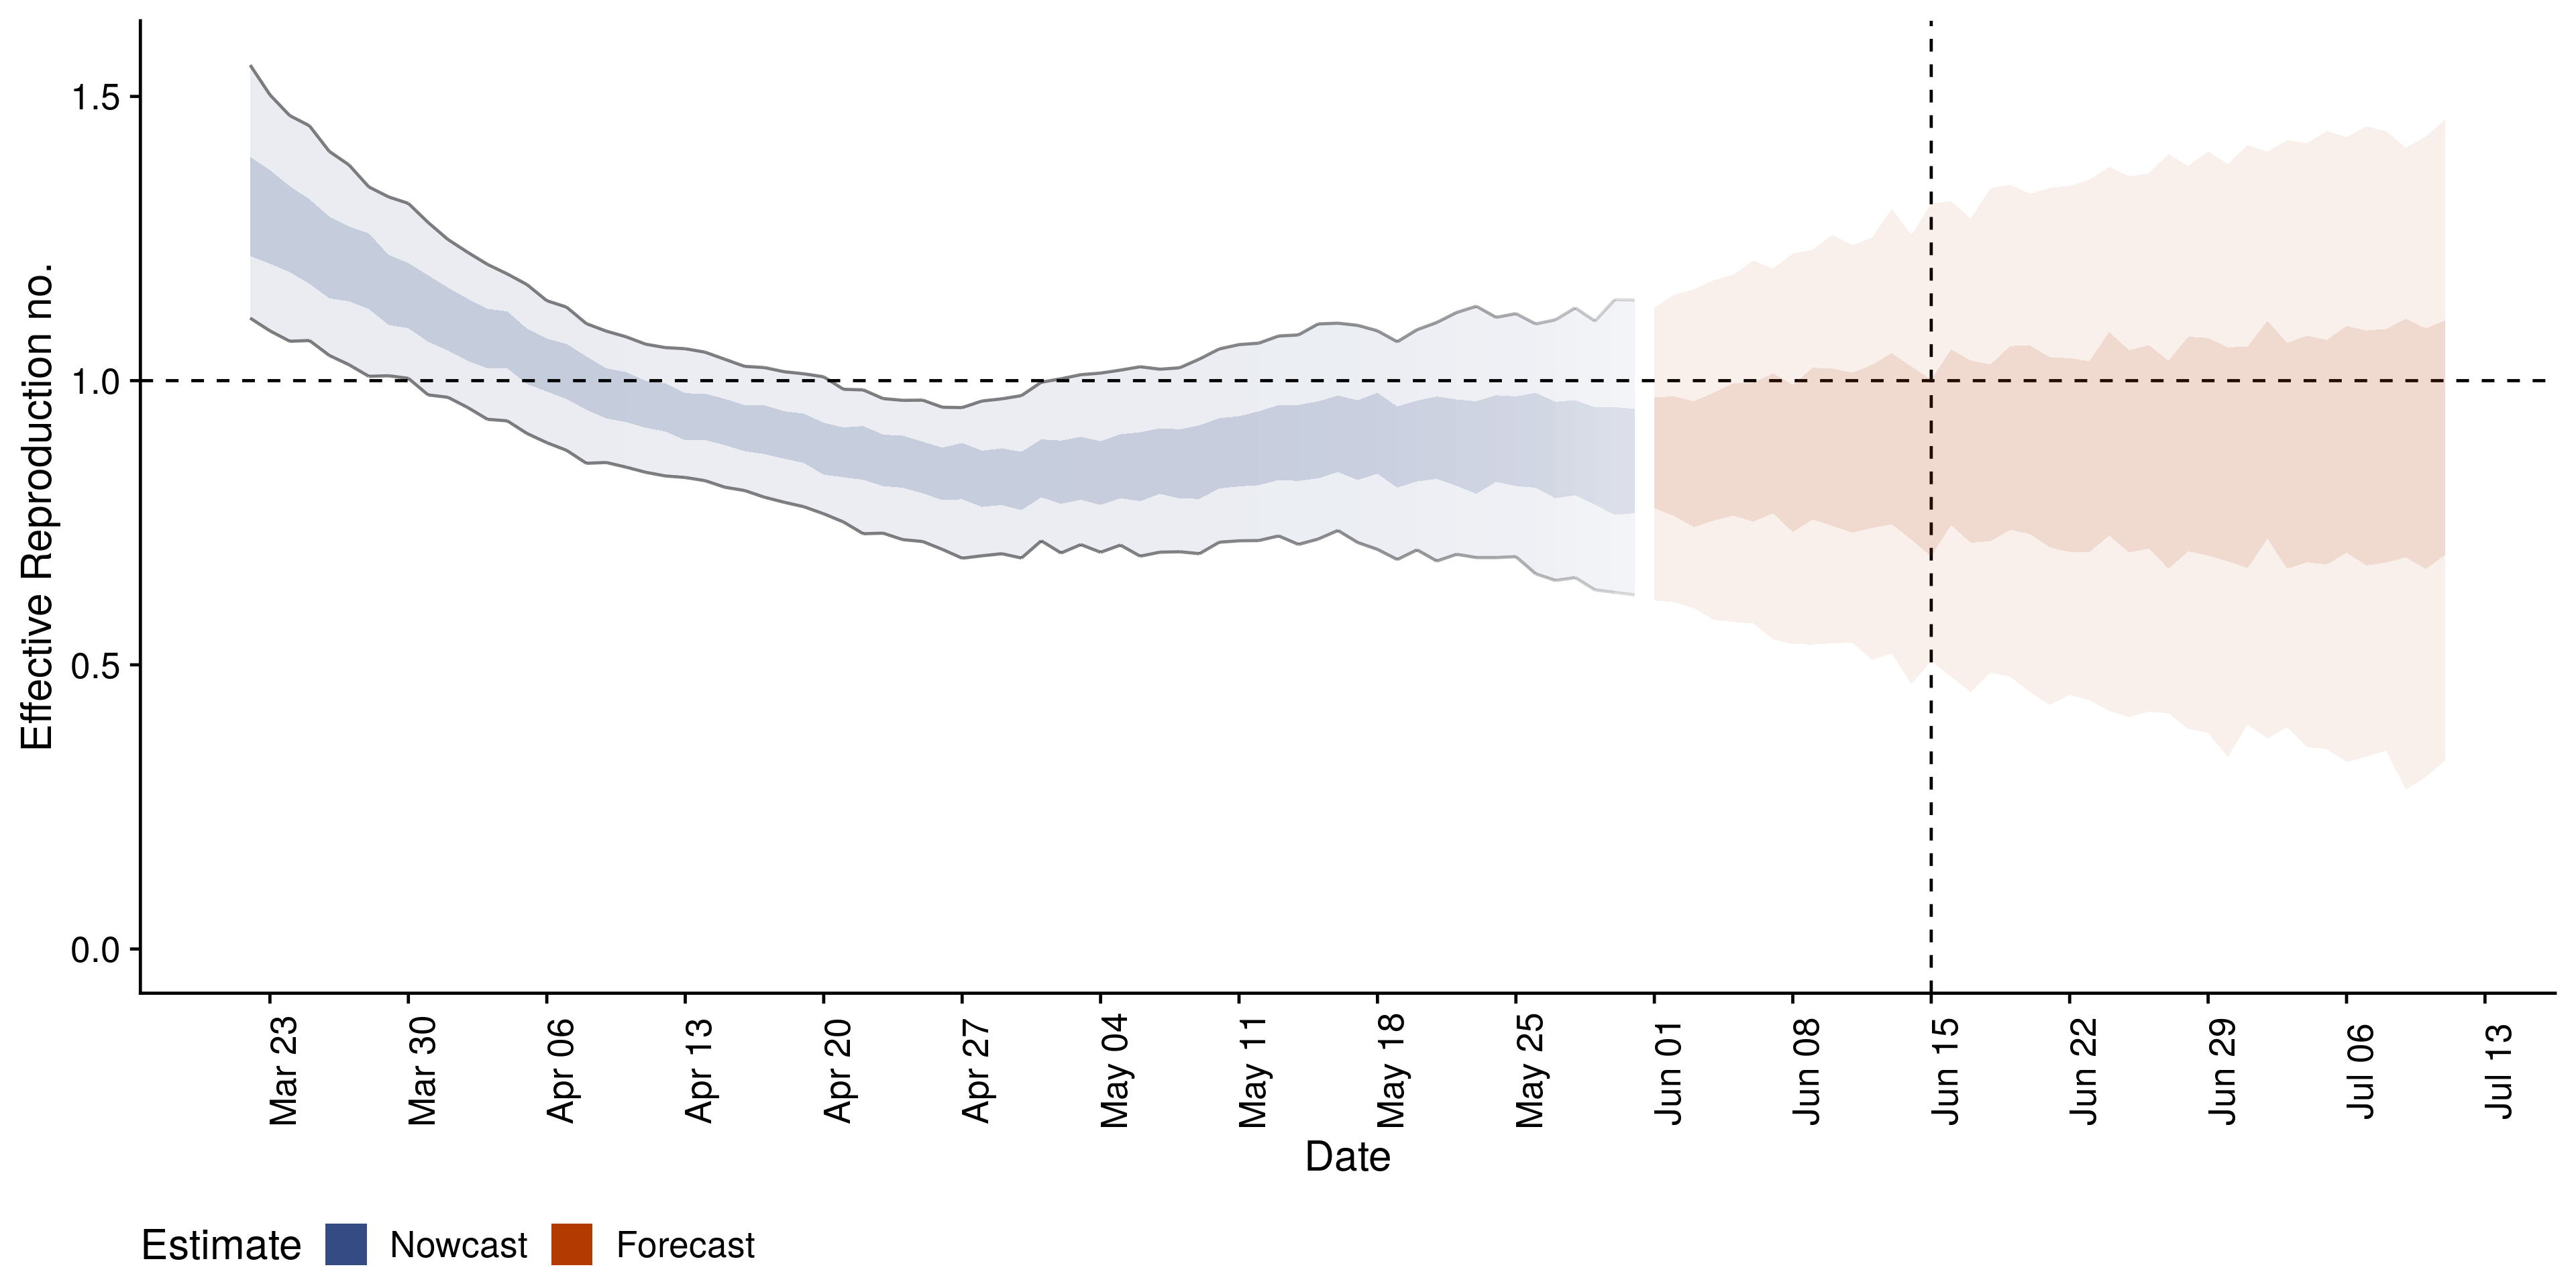 Effective Reproduction no.
1.5
1.0
0.5
0.0
Mar 23
Mar 30
Apr 06
Apr 13
Apr 20
Apr 27
May 04
May 11
May 18
May 25
Jun 01
Jun 08
Jun 15
Jun 22
Jun 29
Jul 06
Jul 13
Date
Estimate Nowcast Forecast